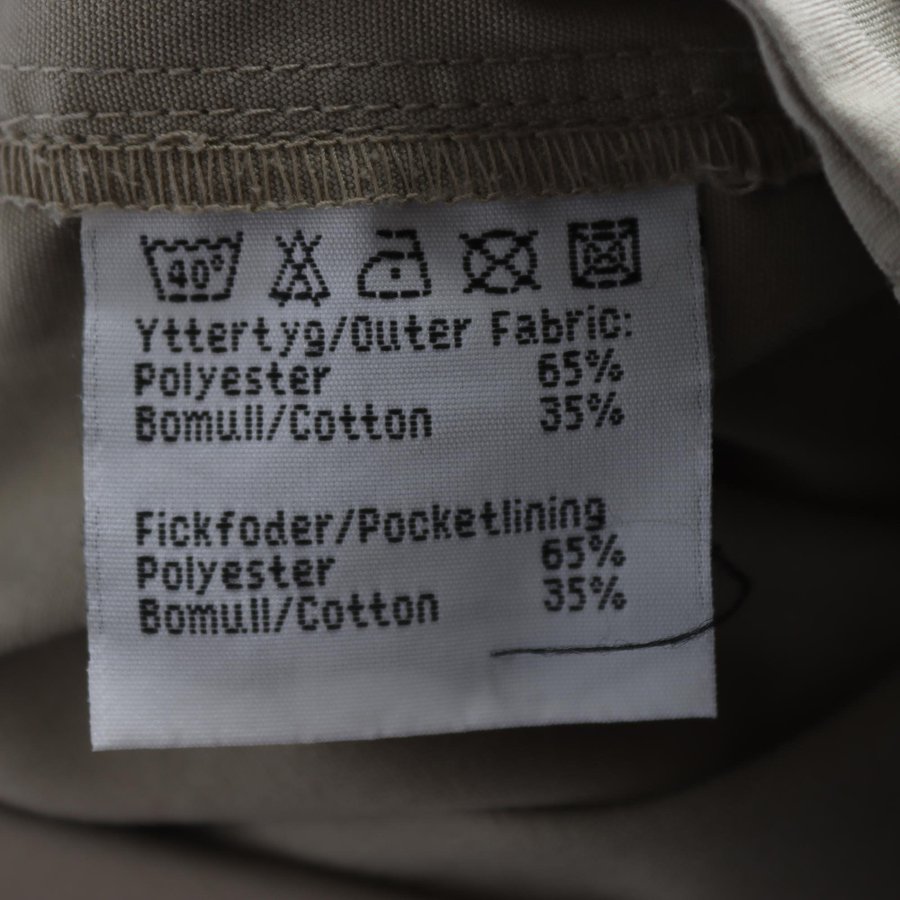 40°
Yttertyg/Outer Fabric:
Polyester 65%
Bomull/Cotton 35%
Fickfoder/Pocketlining
Polyester 65%
Bomull/Cotton 35%